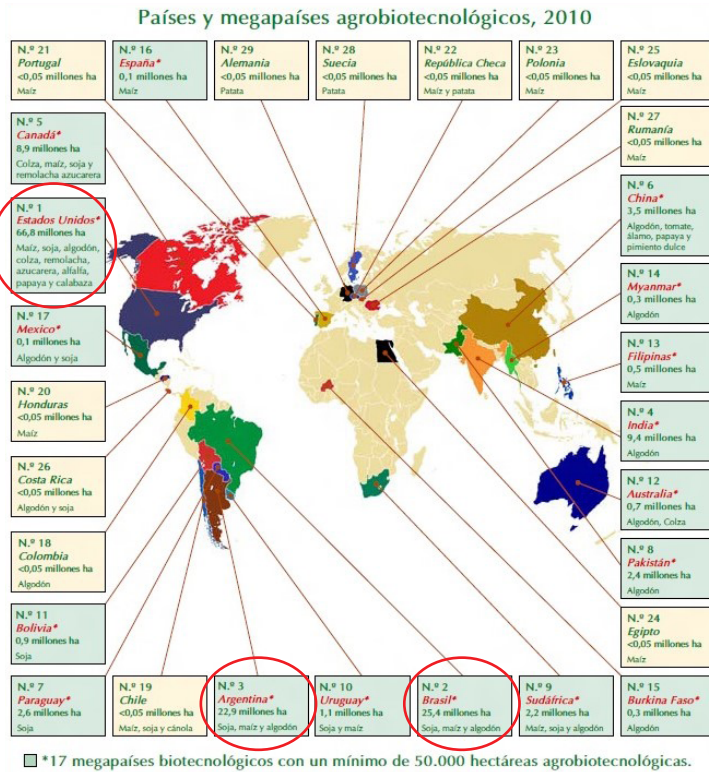 Países y megapaíses agrobiotecnológicos, 2010
N.º 21
Portugal
<0,05 millones ha
Maíz
N.º 16
España*
0,1 millones ha
Maíz
N.º 29
Alemania
<0,05 millones ha
Patata
N.º 28
Suecia
<0,05 millones ha
Patata
N.º 22
República Checa
<0,05 millones ha
Maíz y patata
N.º 23
Polonia
<0,05 millones ha
Maíz
N.º 25
Eslovaquia
<0,05 millones ha
Maíz
N.º 5
Canadá*
8,9 millones ha
Colza, maíz, soja y
remolacha azucarera
N.º 1
Estados Unidos*
66,8 millones ha
Maíz, soja, algodón,
colza, remolacha,
azucarera, alfalfa,
papaya y calabaza
N.º 17
Mexico*
0,1 millones ha
Algodón y soja
N.º 20
Honduras
<0,05 millones ha
Maíz
N.º 26
Costa Rica
<0,05 millones ha
Algodón y soja
N.º 18
Colombia
<0,05 millones ha
Algodón
N.º 11
Bolivia*
0,9 millones ha
Soja
N.º 27
Rumanía
<0,05 millones ha
Maíz
N.º 6
China*
3,5 millones ha
Algodón, tomate,
álamo, papaya y
pimiento dulce
N.º 14
Myanmar*
0,3 millones ha
Algodón
N.º 13
Filipinas*
0,5 millones ha
Maíz
N.º 4
India*
9,4 millones ha
Algodón
N.º 12
Australia*
0,7 millones ha
Algodón, Colza
N.º 8
Pakistán*
2,4 millones ha
Algodón
N.º 24
Egipto
<0,05 millones ha
Maíz
N.º 7
Paraguay*
2,6 millones ha
Soja
N.º 19
Chile
<0,05 millones ha
Maíz, soja y cánola
N.º 3
Argentina*
22,9 millones ha
Soja, maíz y algodón
N.º 10
Uruguay*
1,1 millones ha
Soja y maíz
N.º 2
Brasil*
25,4 millones ha
Soja, maíz y algodón
N.º 9
Sudáfrica*
2,2 millones ha
Maíz, soja y algodón
N.º 15
Burkina Faso*
0,3 millones ha
Algodón
*17 megapaíses biotecnológicos con un mínimo de 50.000 hectáreas agrobiotecnológicas.